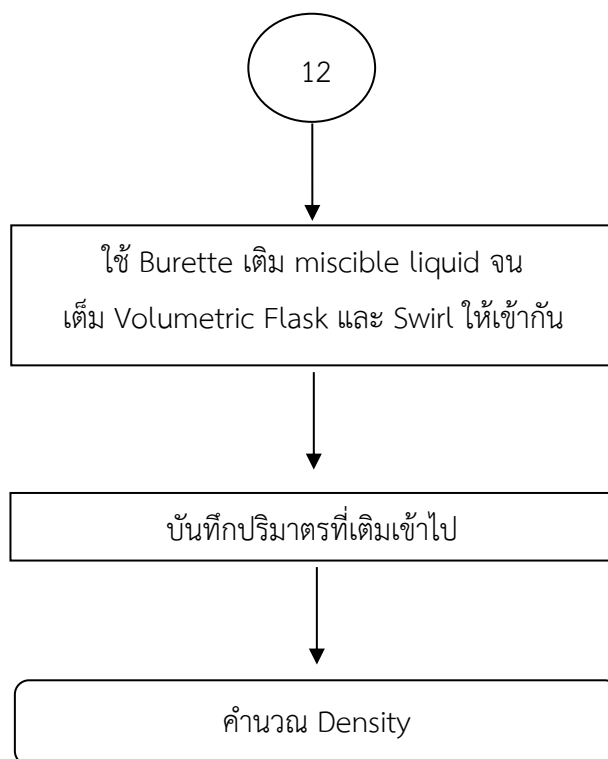 12
ใช้ Burette เติม miscible liquid จน
เต็ม Volumetric Flask และ Swirl ให้เข้ากัน
บันทึกปริมาตรที่เติมเข้าไป
คำนวณ Density